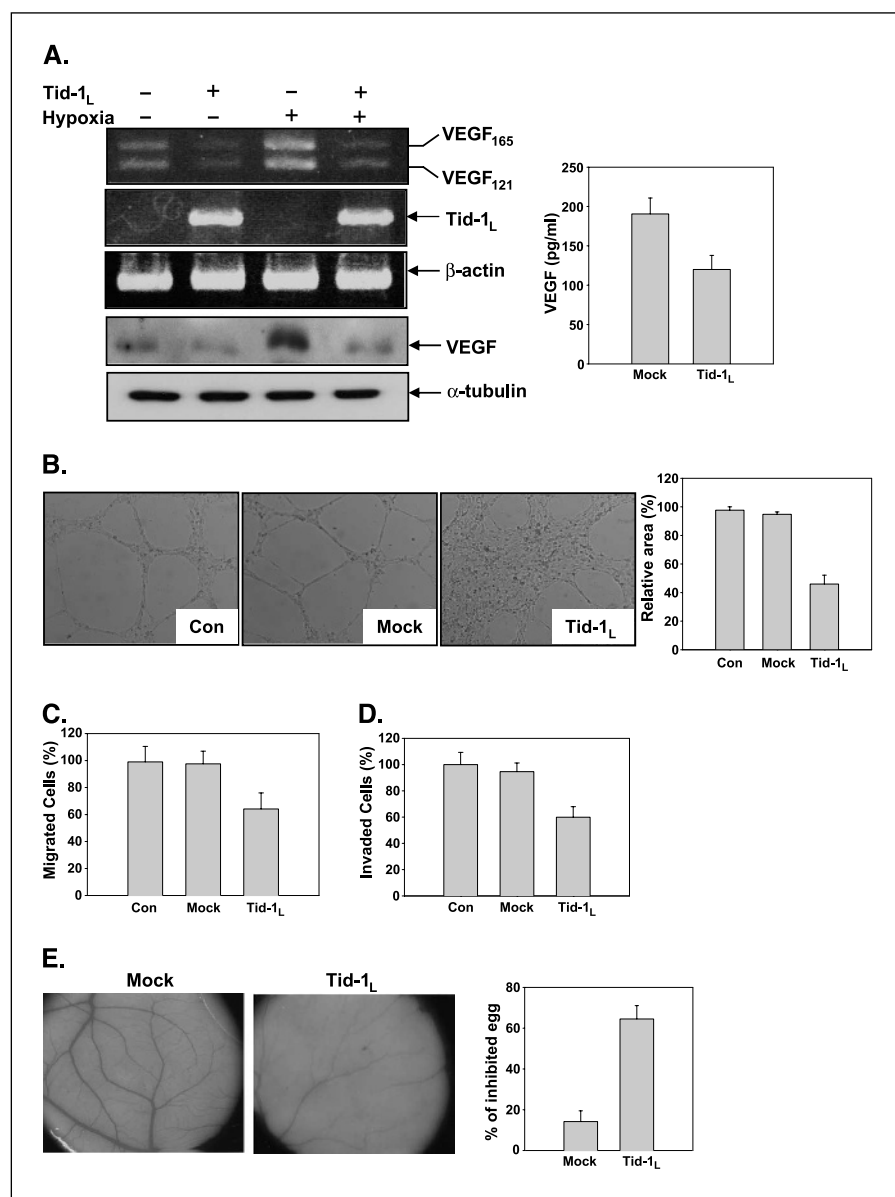 A.
Tid-1L – + – +
Hypoxia – – + +
VEGF165
VEGF121
Tid-1L
β-actin
VEGF
α-tubulin
250
200
150
100
50
0
VEGF (pg/ml)
Mock Tid-1L
B.
Con
Mock
Tid-1L
120
100
80
60
40
20
0
Relative area (%)
Con Mock Tid-1L
C.
120
100
80
60
40
20
0
Migrated Cells (%)
Con Mock Tid-1L
D.
120
100
80
60
40
20
0
Invaded Cells (%)
Con Mock Tid-1L
E.
Mock
Tid-1L
80
60
40
20
0
% of inhibited egg
Mock Tid-1L